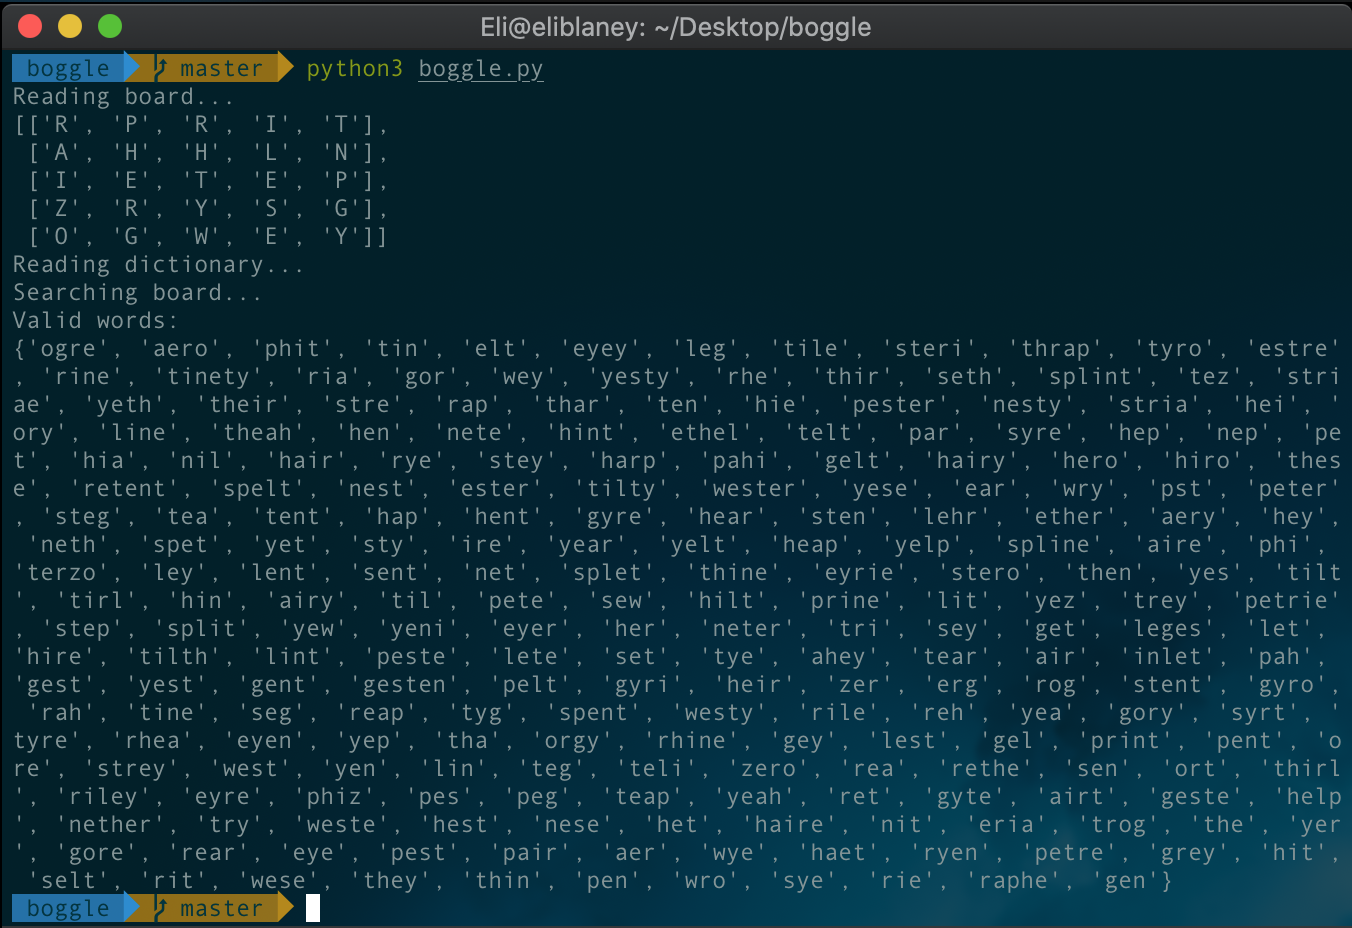 Eli@eliblaney: ~/Desktop/boggle
boggle master python3 boggle.py
Reading board...
[['R', 'P', 'R', 'I', 'T'],
['A', 'H', 'H', 'L', 'N'],
['I', 'E', 'T', 'E', 'P'],
['Z', 'R', 'Y', 'S', 'G'],
['O', 'G', 'W', 'E', 'Y']]
Reading dictionary...
Searching board...
Valid words:
{'ogre', 'aero', 'phit', 'tin', 'elt', 'eyey', 'leg', 'tile', 'steri', 'thrap', 'tyro', 'estre'
, 'rine', 'tinety', 'ria', 'gor', 'wey', 'yesty', 'rhe', 'thir', 'seth', 'splint', 'tez', 'stri
ae', 'yeth', 'their', 'stre', 'rap', 'thar', 'ten', 'hie', 'pester', 'nesty', 'stria', 'hei', '
ory', 'line', 'theah', 'hen', 'nete', 'hint', 'ethel', 'telt', 'par', 'syre', 'hep', 'nep', 'pe
t', 'hia', 'nil', 'hair', 'rye', 'stey', 'harp', 'pahi', 'gelt', 'hairy', 'hero', 'hiro', 'thes
e', 'retent', 'spelt', 'nest', 'ester', 'tilty', 'wester', 'yese', 'ear', 'wry', 'pst', 'peter'
, 'steg', 'tea', 'tent', 'hap', 'hent', 'gyre', 'hear', 'sten', 'lehr', 'ether', 'aery', 'hey',
'neth', 'spet', 'yet', 'sty', 'ire', 'year', 'yelt', 'heap', 'yelp', 'spline', 'aire', 'phi',
'terzo', 'ley', 'lent', 'sent', 'net', 'splet', 'thine', 'eyrie', 'stero', 'then', 'yes', 'tilt
', 'tirl', 'hin', 'airy', 'til', 'pete', 'sew', 'hilt', 'prine', 'lit', 'yez', 'trey', 'petrie'
, 'step', 'split', 'yew', 'yeni', 'eyer', 'her', 'neter', 'tri', 'sey', 'get', 'leges', 'let',
'hire', 'tilth', 'lint', 'peste', 'lete', 'set', 'tye', 'ahey', 'tear', 'air', 'inlet', 'pah',
'gest', 'yest', 'gent', 'gesten', 'pelt', 'gyri', 'heir', 'zer', 'erg', 'rog', 'stent', 'gyro',
'rah', 'tine', 'seg', 'reap', 'tyg', 'spent', 'westy', 'rile', 'reh', 'yea', 'gory', 'syrt', '
tyre', 'rhea', 'eyen', 'yep', 'tha', 'orgy', 'rhine', 'gey', 'lest', 'gel', 'print', 'pent', 'o
re', 'strey', 'west', 'yen', 'lin', 'teg', 'teli', 'zero', 'rea', 'rethe', 'sen', 'ort', 'thirl
', 'riley', 'eyre', 'phiz', 'pes', 'peg', 'teap', 'yeah', 'ret', 'gyte', 'airt', 'geste', 'help
', 'nether', 'try', 'weste', 'hest', 'nese', 'het', 'haire', 'nit', 'eria', 'trog', 'the', 'yer
', 'gore', 'rear', 'eye', 'pest', 'pair', 'aer', 'wye', 'haet', 'ryen', 'petre', 'grey', 'hit',
'selt', 'rit', 'wese', 'they', 'thin', 'pen', 'wro', 'sye', 'rie', 'raphe', 'gen'}
boggle master